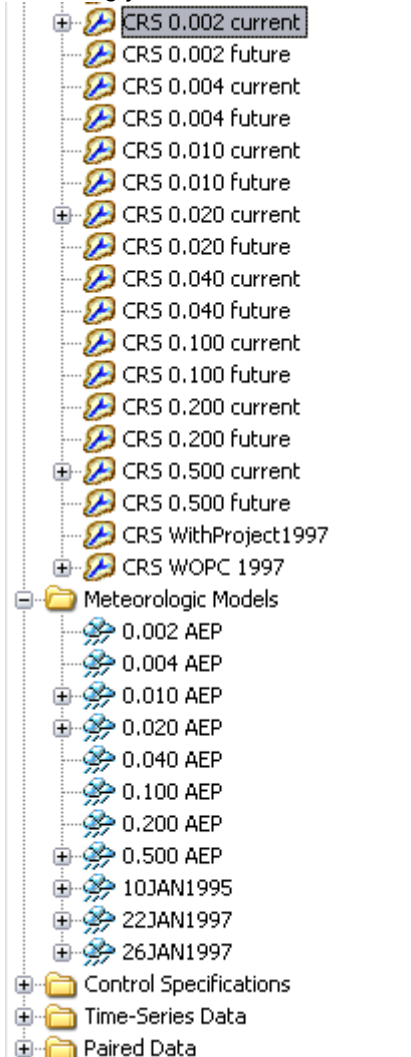 CRS 0.002 current
CRS 0.002 future
CRS 0.004 current
CRS 0.004 future
CRS 0.010 current
CRS 0.010 future
CRS 0.020 current
CRS 0.020 future
CRS 0.040 current
CRS 0.040 future
CRS 0.100 current
CRS 0.100 future
CRS 0.200 current
CRS 0.200 future
CRS 0.500 current
CRS 0.500 future
CRS WithProject1997
CRS WOPC 1997
Meteorologic Models
0.002 AEP
0.004 AEP
0.010 AEP
0.020 AEP
0.040 AEP
0.100 AEP
0.200 AEP
0.500 AEP
10JAN1995
22JAN1997
26JAN1997
Control Specifications
Time-Series Data
Paired Data